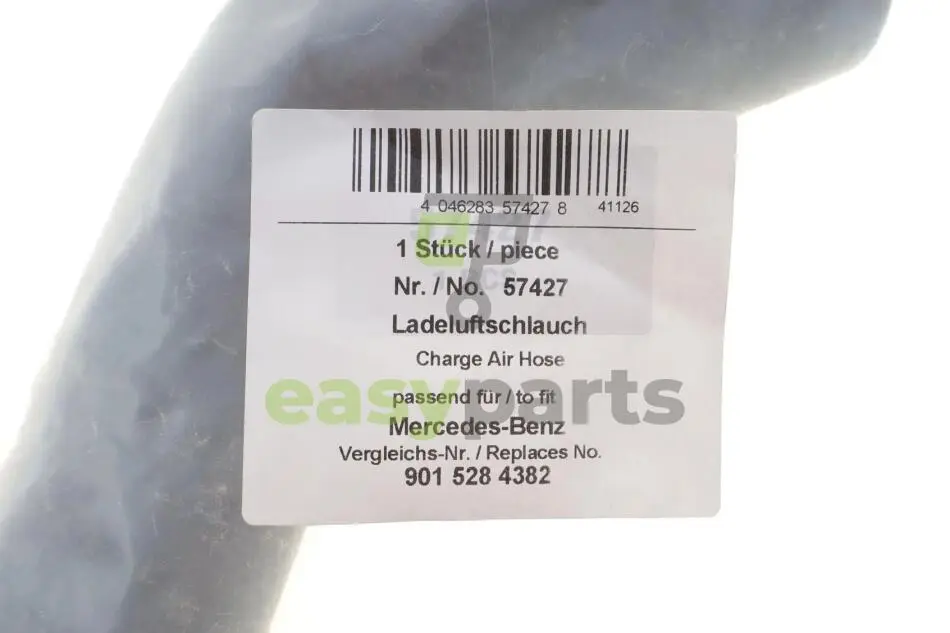 4 046283 57427 8 41126
1 Stück / piece
Nr. / No. 57427
Ladeluftschlauch
Charge Air Hose
easyparts
passend für / to fit
Mercedes-Benz
Vergleichs-Nr. / Replaces No.
901 528 4382